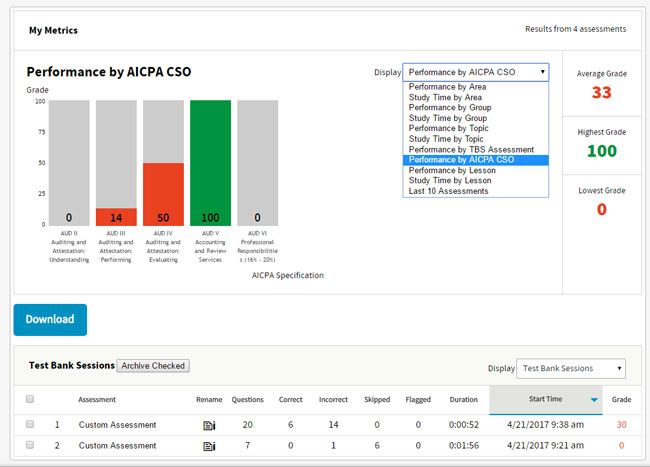 My Metrics
Results from 4 assessments
Performance by AICPA CSO
Display
Performance by AICPA CSO
Performance by Area
Study Time by Area
Performance by Group
Study Time by Group
Performance by Topic
Study Time by Topic
Performance by TBS Assessment
Performance by AICPA CSO
Performance by Lesson
Study Time by Lesson
Last 10 Assessments
Average Grade
33
Highest Grade
100
Lowest Grade
0
Grade
100
75
50
25
0
0
14
50
100
0
AUD II
Auditing and
Attestation:
Understanding
AUD III
Auditing and
Attestation:
Performing
AUD IV
Auditing and
Attestation:
Evaluating
AUD V
Accounting
and Review
Services
AUD VI
Professional
Responsibilitie
s (16% - 20%)
AICPA Specification
Download
Test Bank Sessions
Archive Checked
Display
Test Bank Sessions
Assessment Rename Questions Correct Incorrect Skipped Flagged Duration Start Time Grade
1 Custom Assessment 20 6 14 0 0 0:00:52 4/21/2017 9:38 am 30
2 Custom Assessment 7 0 1 6 0 0:01:56 4/21/2017 9:21 am 0